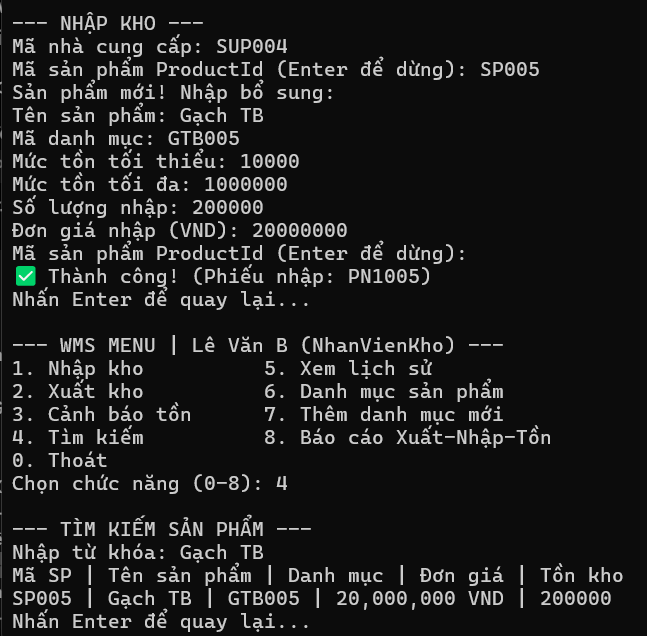 --- NHẬP KHO ---
Mã nhà cung cấp: SUP004
Mã sản phẩm ProductId (Enter để dừng): SP005
Sản phẩm mới! Nhập bổ sung:
Tên sản phẩm: Gạch TB
Mã danh mục: GTB005
Mức tồn tối thiểu: 10000
Mức tồn tối đa: 1000000
Số lượng nhập: 200000
Đơn giá nhập (VND): 20000000
Mã sản phẩm ProductId (Enter để dừng):
✅ Thành công! (Phiếu nhập: PN1005)
Nhấn Enter để quay lại...
--- WMS MENU | Lê Văn B (NhanVienKho) ---
1. Nhập kho 5. Xem lịch sử
2. Xuất kho 6. Danh mục sản phẩm
3. Cảnh báo tồn 7. Thêm danh mục mới
4. Tìm kiếm 8. Báo cáo Xuất-Nhập-Tồn
0. Thoát
Chọn chức năng (0-8): 4
--- TÌM KIẾM SẢN PHẨM ---
Nhập từ khóa: Gạch TB
Mã SP | Tên sản phẩm | Danh mục | Đơn giá | Tồn kho
SP005 | Gạch TB | GTB005 | 20,000,000 VND | 200000
Nhấn Enter để quay lại...